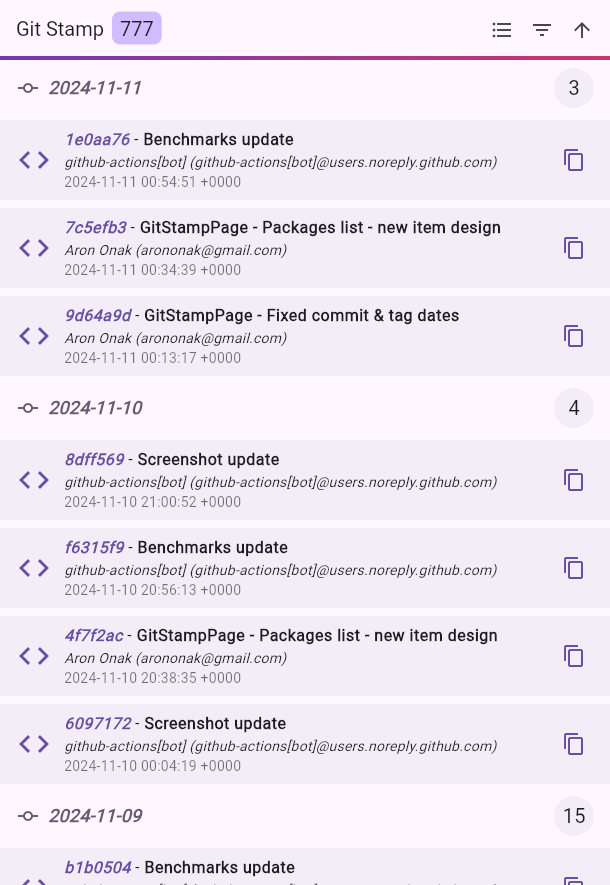 Git Stamp 777
2024-11-11 3
1e0aa76 - Benchmarks update
github-actions[bot] (github-actions[bot]@users.noreply.github.com)
2024-11-11 00:54:51 +0000
7c5efb3 - GitStampPage - Packages list - new item design
Aron Onak (arononak@gmail.com)
2024-11-11 00:34:39 +0000
9d64a9d - GitStampPage - Fixed commit & tag dates
Aron Onak (arononak@gmail.com)
2024-11-11 00:13:17 +0000
2024-11-10 4
8dff569 - Screenshot update
github-actions[bot] (github-actions[bot]@users.noreply.github.com)
2024-11-10 21:00:52 +0000
f6315f9 - Benchmarks update
github-actions[bot] (github-actions[bot]@users.noreply.github.com)
2024-11-10 20:56:13 +0000
4f7f2ac - GitStampPage - Packages list - new item design
Aron Onak (arononak@gmail.com)
2024-11-10 20:38:35 +0000
6097172 - Screenshot update
github-actions[bot] (github-actions[bot]@users.noreply.github.com)
2024-11-10 00:04:19 +0000
2024-11-09 15
b1b0504 - Benchmarks update